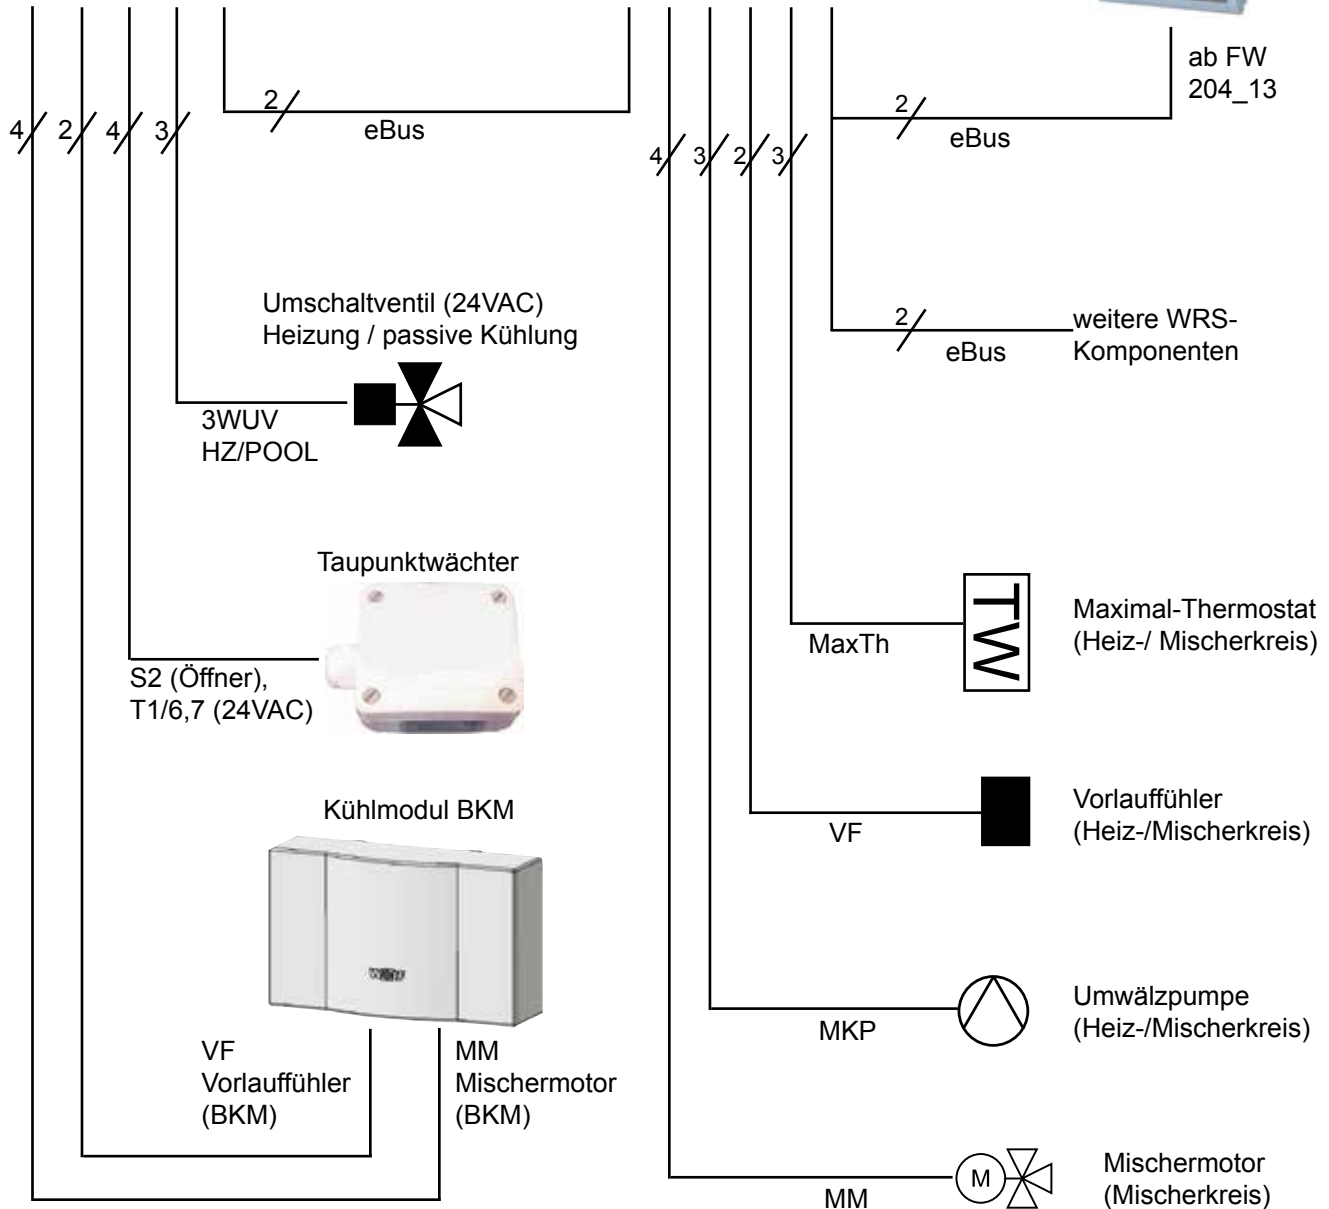 ab FW
204_13
2
eBus
2
eBus
4
2
4
3
4
3
2
3
Umschaltventil (24VAC)
Heizung / passive Kühlung
3WUV
HZ/POOL
2
eBus
weitere WRS-
Komponenten
Taupunktwächter
S2 (Öffner),
T1/6,7 (24VAC)
MaxTh
TW
Maximal-Thermostat
(Heiz-/ Mischerkreis)
Kühlmodul BKM
VF
Vorlauffühler
(Heiz-/Mischerkreis)
VF
Vorlauffühler
(BKM)
MM
Mischermotor
(BKM)
MKP
Umwälzpumpe
(Heiz-/Mischerkreis)
MM
M
Mischermotor
(Mischerkreis)